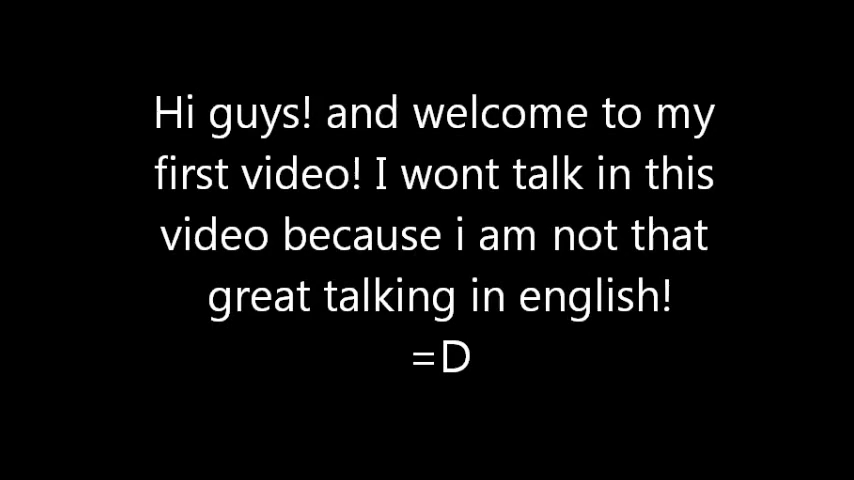 Hi guys! and welcome to my
first video! I wont talk in this
video because i am not that
great talking in english!
=D